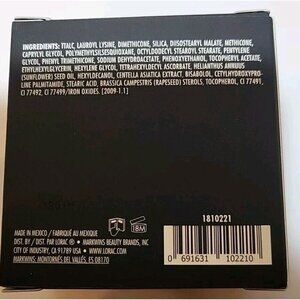 INGREDIENTS: TTALC, LAUROYL LYSINE, DIMETHICONE, SILICA, DIISOSTEARYL MALATE, METHICONE,
CAPRYLYL GLYCOL, POLYMETHYLSILSESQUIOXANE, OCTYLDODECYL STEAROYL STEARATE, PENTYLENE
GLYCOL, PHENYL TRIMETHICONE, SODIUM DEHYDROACETATE, PHENOXYETHANOL, TOCOPHERYL ACETATE,
ETHYLHEXYLGLYCERIN, HEXYLENE GLYCOL, TETRAHEXYLDECYL ASCORBATE, HELIANTHUS ANNUUS
(SUNFLOWER) SEED OIL, HEXYLDECANOL, CENTELLA ASIATICA EXTRACT, BISABOLOL, CETYLHYDROXYPRO-
LINE PALMITAMIDE, STEARIC ACID, BRASSICA CAMPESTRIS (RAPESEED) STEROLS, TOCOPHEROL, CI 77491,
CI 77492, CI 77499/IRON OXIDES. [2009-1.1]
1810221
MADE IN MEXICO / FABRIQUÉ AU MEXIQUE
DIST. BY / DIST. PAR LORAC
MARKWINS BEAUTY BRANDS, INC
CITY OF INDUSTRY, CA 91789 USA • WWW.LORAC.COM
MARKWINS: MONTORNÉS DEL VALLÉS, ES 08170
18M
0 691631 102210